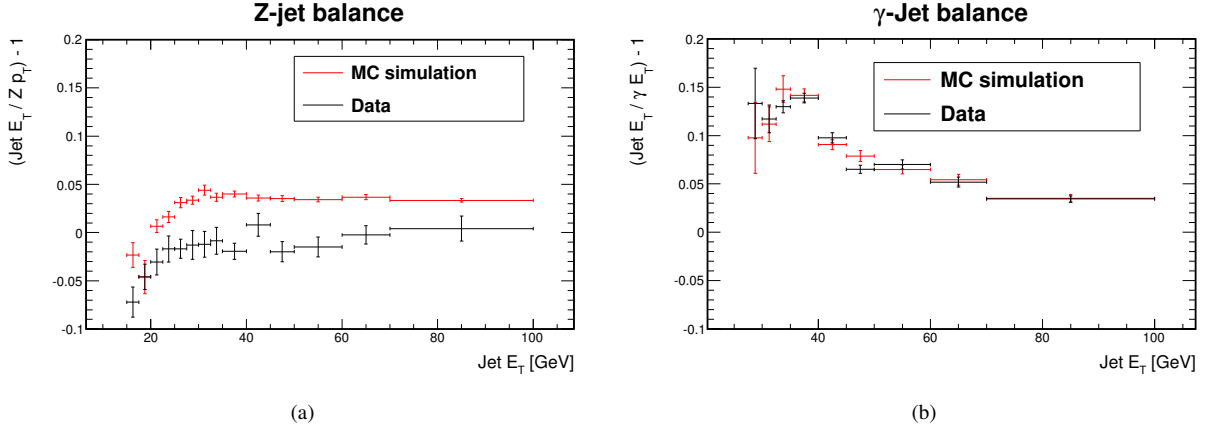 Z-jet balance
(Jet E_T / Z p_T) - 1
0.2
0.15
0.1
0.05
0
-0.05
-0.1
MC simulation
Data
20 40 60 80 100
Jet E_T [GeV]
(a)
γ-Jet balance
(Jet E_T / γ E_T) - 1
0.2
0.15
0.1
0.05
0
-0.05
-0.1
MC simulation
Data
40 60 80 100
Jet E_T [GeV]
(b)